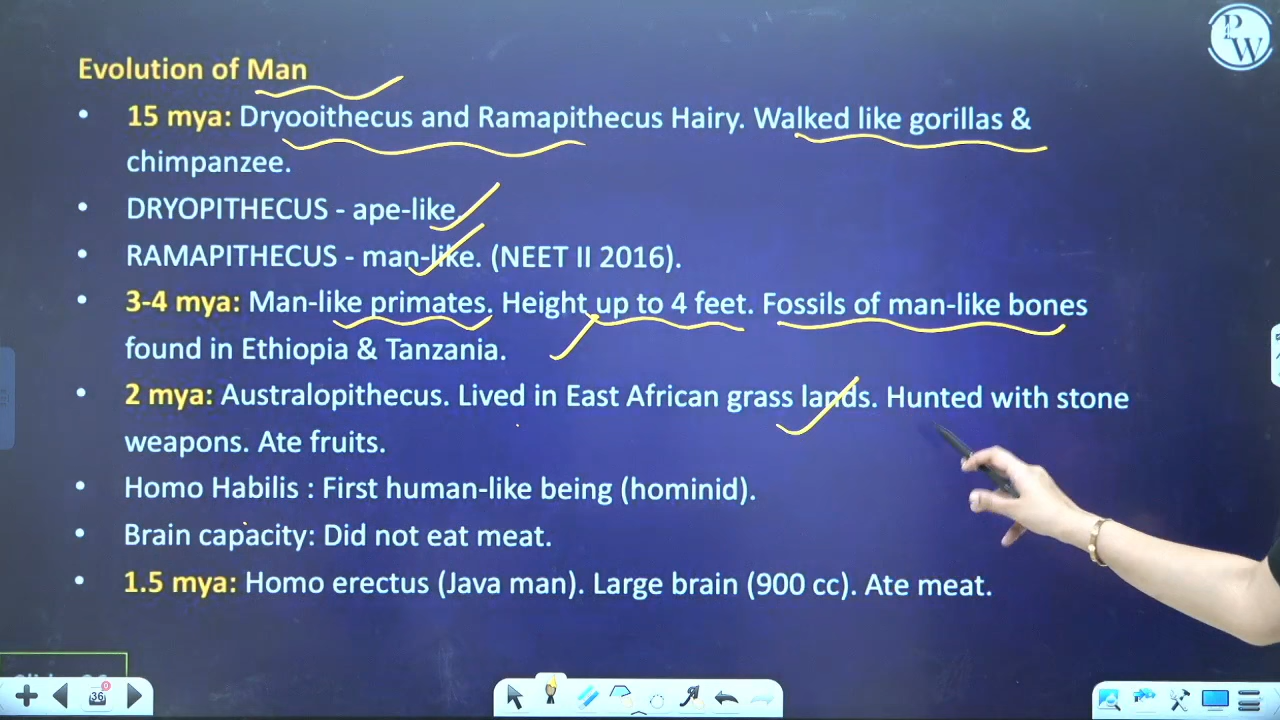 PW
Evolution of Man
• 15 mya: Dryooithecus and Ramapithecus Hairy. Walked like gorillas &
chimpanzee.
• DRYOPITHECUS - ape-like.
• RAMAPITHECUS - man-like. (NEET II 2016).
• 3-4 mya: Man-like primates. Height up to 4 feet. Fossils of man-like bones
found in Ethiopia & Tanzania.
• 2 mya: Australopithecus. Lived in East African grass lands. Hunted with stone
weapons. Ate fruits.
• Homo Habilis : First human-like being (hominid).
• Brain capacity: Did not eat meat.
• 1.5 mya: Homo erectus (Java man). Large brain (900 cc). Ate meat.
36